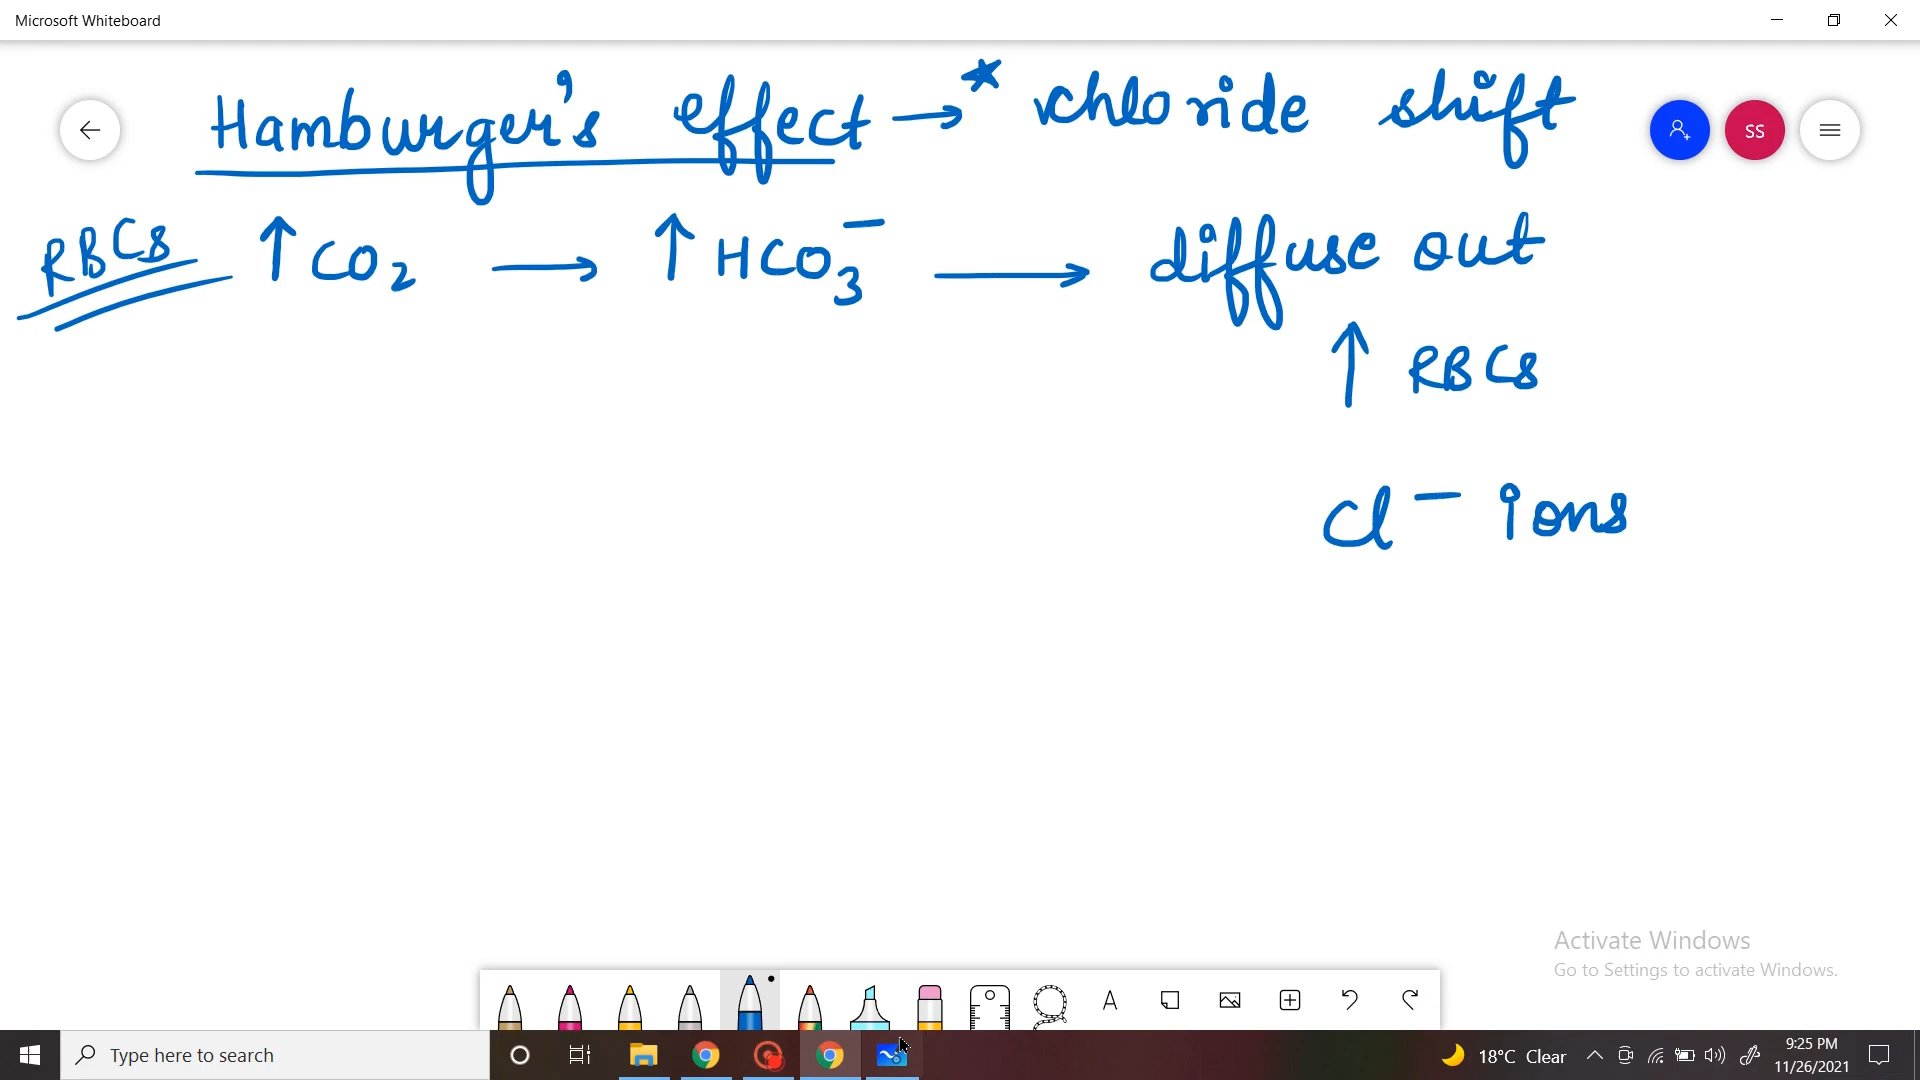 Microsoft Whiteboard
Hamburger's effect → * chloride shift
SS
RBCs ↑ CO₂ → ↑ HCO₃⁻ → diffuse out
↑ RBCs
Cl⁻ ions
Activate Windows
Go to Settings to activate Windows.
A
Type here to search
18°C Clear
9:25 PM
11/26/2021